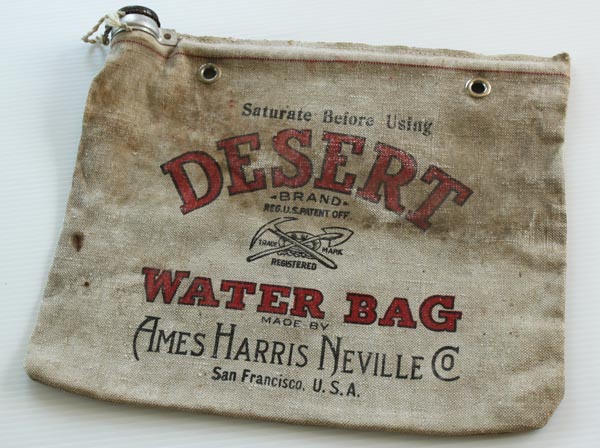 Saturate Before Using
DESERT
BRAND
REG. U.S. PATENT OFF.
TRADE MARK
REGISTERED
WATER BAG
MADE BY
AMES HARRIS NEVILLE CO
San Francisco, U. S. A.